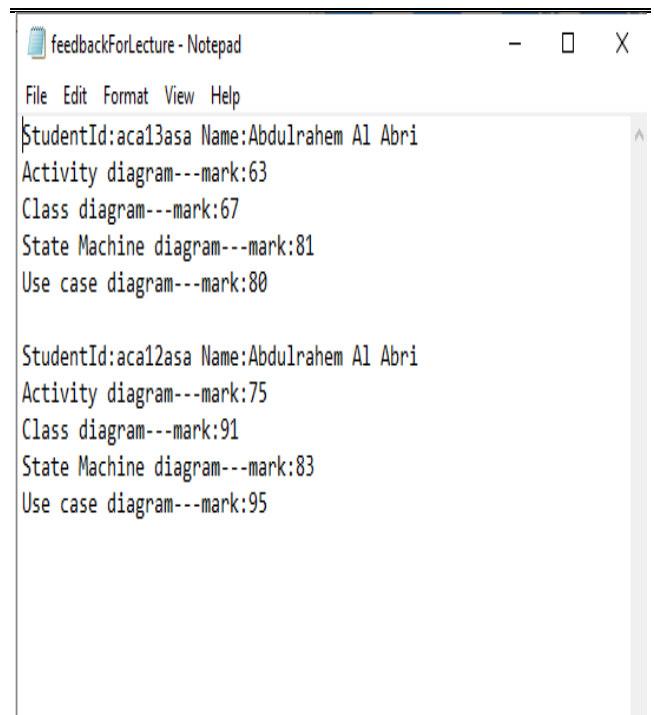 feedbackForLecture - Notepad
File Edit Format View Help
StudentId:aca13asa Name:Abdulrahem Al Abri
Activity diagram---mark:63
Class diagram---mark:67
State Machine diagram---mark:81
Use case diagram---mark:80

StudentId:aca12asa Name:Abdulrahem Al Abri
Activity diagram---mark:75
Class diagram---mark:91
State Machine diagram---mark:83
Use case diagram---mark:95